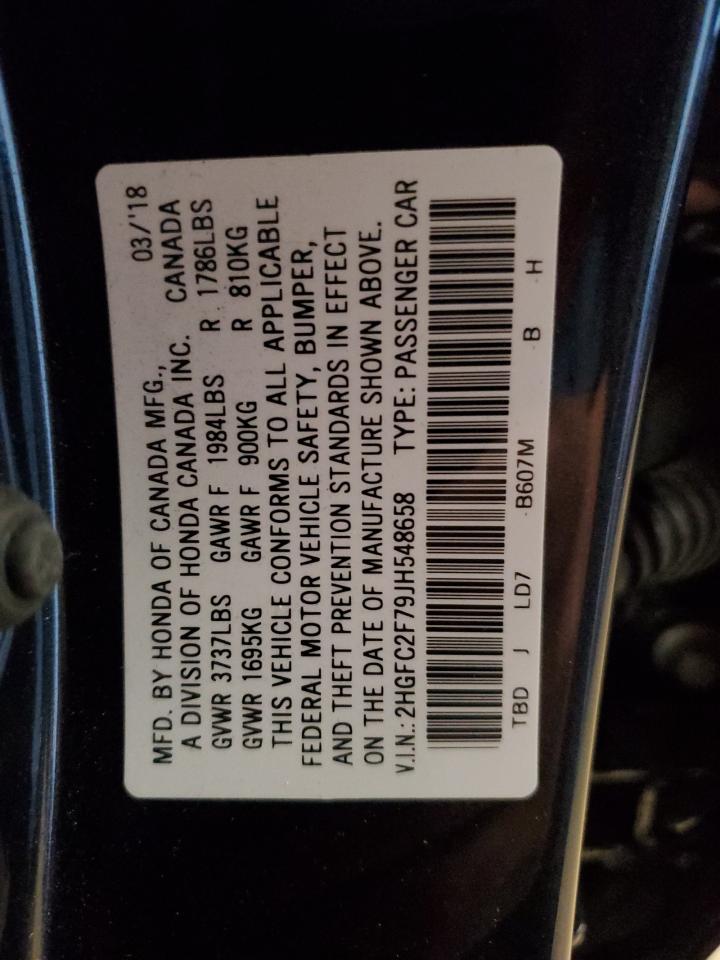 MFD. BY HONDA OF CANADA MFG., 03/'18
A DIVISION OF HONDA CANADA INC. CANADA
GVWR 3737LBS GAWR F 1984LBS R 1786LBS
GVWR 1695KG GAWR F 900KG R 810KG
THIS VEHICLE CONFORMS TO ALL APPLICABLE
FEDERAL MOTOR VEHICLE SAFETY, BUMPER,
AND THEFT PREVENTION STANDARDS IN EFFECT
ON THE DATE OF MANUFACTURE SHOWN ABOVE.
V.I.N.: 2HGFC2F79JH548658 TYPE: PASSENGER CAR
TBD J LD7 B607M B H